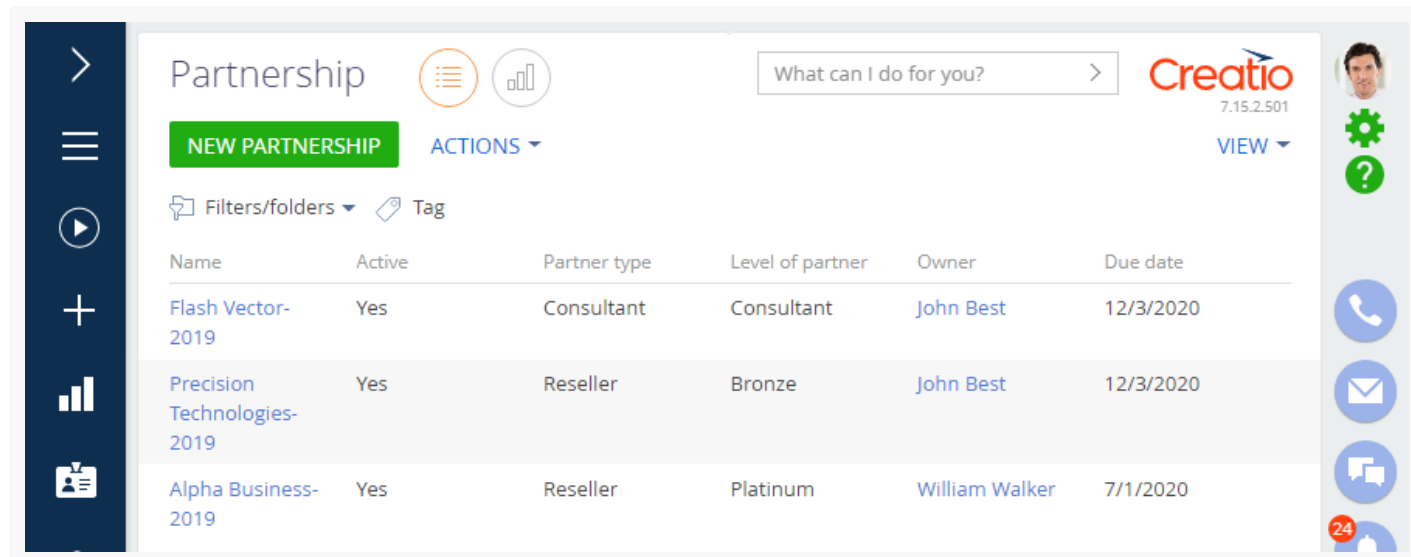 Partnership
What can I do for you?
Creatio
7.15.2.501
NEW PARTNERSHIP
ACTIONS
VIEW
Filters/folders
Tag
Name Active Partner type Level of partner Owner Due date
Flash Vector- Yes Consultant Consultant John Best 12/3/2020
2019
Precision Yes Reseller Bronze John Best 12/3/2020
Technologies-
2019
Alpha Business- Yes Reseller Platinum William Walker 7/1/2020
2019
24